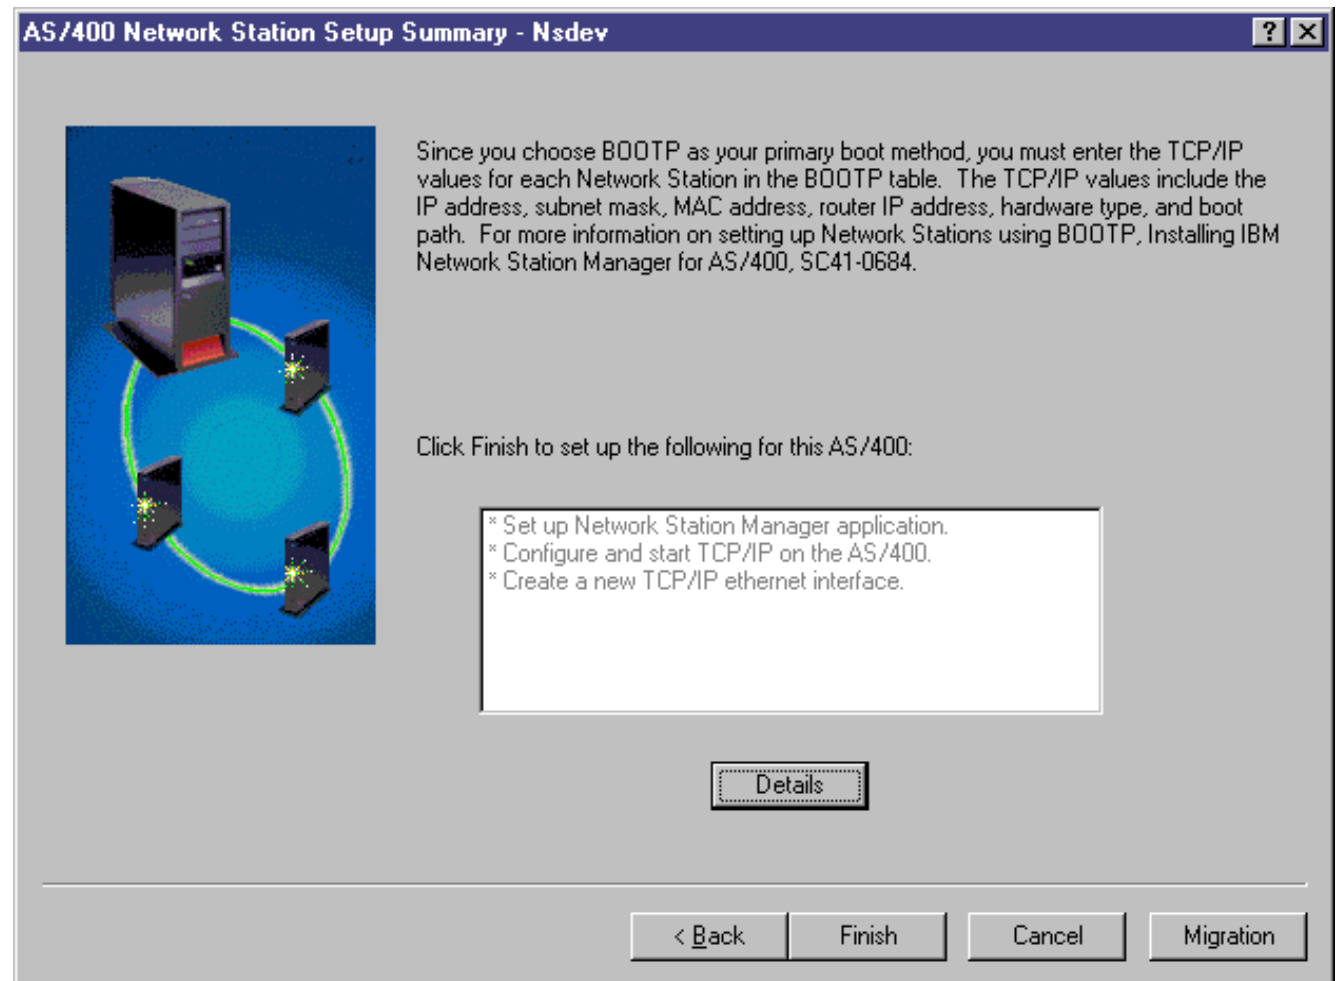 AS/400 Network Station Setup Summary - Nsdev
Since you choose BOOTP as your primary boot method, you must enter the TCP/IP
values for each Network Station in the BOOTP table.  The TCP/IP values include the
IP address, subnet mask, MAC address, router IP address, hardware type, and boot
path.  For more information on setting up Network Stations using BOOTP, Installing IBM
Network Station Manager for AS/400, SC41-0684.
Click Finish to set up the following for this AS/400:
* Set up Network Station Manager application.
* Configure and start TCP/IP on the AS/400.
* Create a new TCP/IP ethernet interface.
Details
< Back
Finish
Cancel
Migration